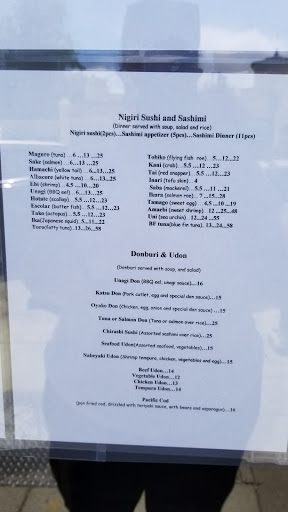 Nigiri Sushi and Sashimi
(Dinner served with soup, salad and rice)
Nigiri sushi(2pcs)...Sashimi appetizer (5pcs)...Sashimi Dinner (11pcs)
Maguro (tuna) . 6 ...13 ...25
Sake (salmon) ...6...13 ...25
Hamachi (yellow tail) ...6...13...25
Albacore (white tuna) ...6...13...25
Ebi (shrimp) . 4.5 ...10...20
Unagi (BBQ eel) ...6...13...25
Hotate (scallop) . 5.5 ...12...23
Escolar (butter fish) . 5.5 ...12...23
Tako (octopus) ...5.5 ...12...23
Ika(Japanese squid) ...5...11...22
Toro(fatty tuna) ...13...26...58
Tobiko (flying fish roe) . 5...12...22
Kani (crab) . 5.5 ...12 ...23
Tai (red snapper) . 5.5 ...12...23
Inari (tofu skin) . 4
Saba (mackerel) . 5.5 ...11 ...21
Ikura (salmon roe) . 7 ...15...28
Tamago (sweet egg) . 4.5 ...10 ...19
Amaebi (sweet shrimp) . 12 ...25...48
Uni (sea urchin) ...12 ...24 ...55
BF tuna(blue fin tuna) . 13...24...58
Donburi & Udon
(Donburi served with soup, and salad)
Unagi Don (BBQ eel, unagi sauce) ...16
Katsu Don (Pork cutlet, egg and special don sauce) ...15
Oyako Don (Chicken, egg, onion and special don sauce) ...15
Tuna or Salmon Don (Tuna or salmon over rice) ...25
Chirashi Sushi (Assorted sashimi over rice) ...25
Seafood Udon(Assorted seafood, vegetables) ...15
Nabeyaki Udon (Shrimp tempura, chicken, vegetables and egg)...15
Beef Udon...14
Vegetable Udon...12
Chicken Udon...13
Tempura Udon...14
Pacific Cod
(pan fried cod, drizzled with teriyaki sauce, with beans and asparagus)...16